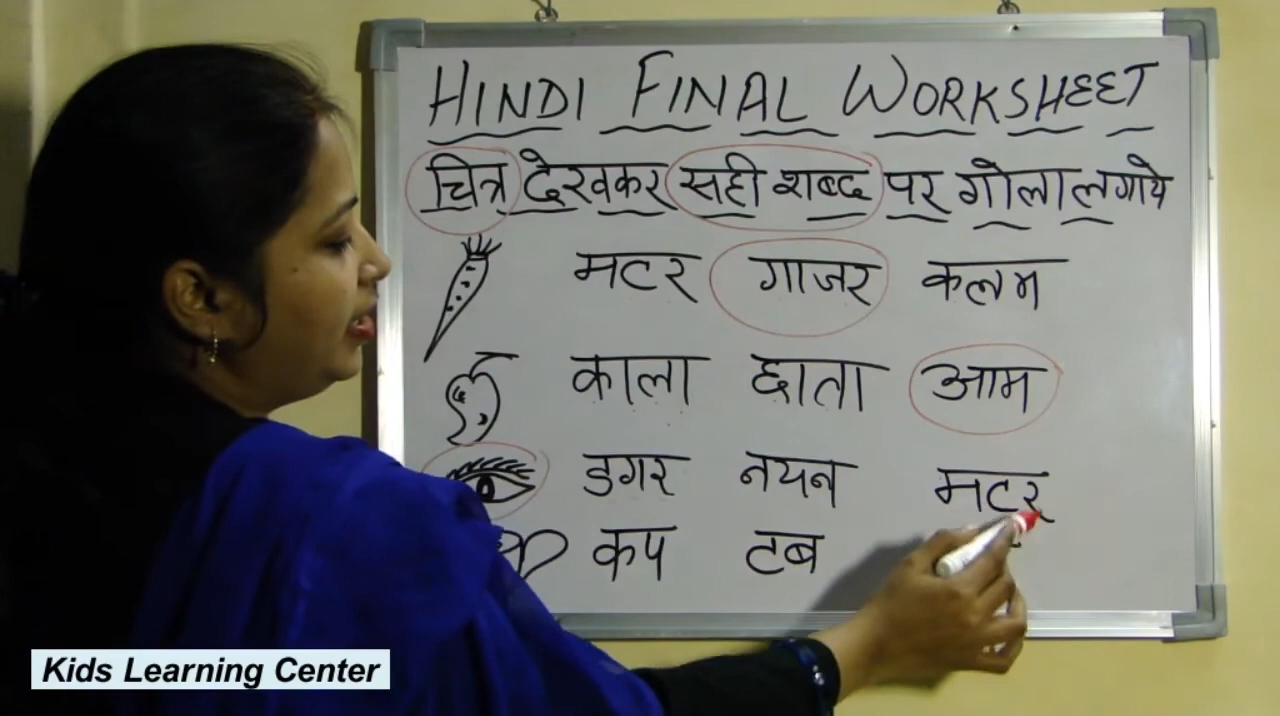 HINDI FINAL WORKSHEET
चित्र देखकर सही शब्द पर गोला लगाये
मटर गाजर कलम
काला छाता आम
डगर नयन मटर
कप टब
Kids Learning Center